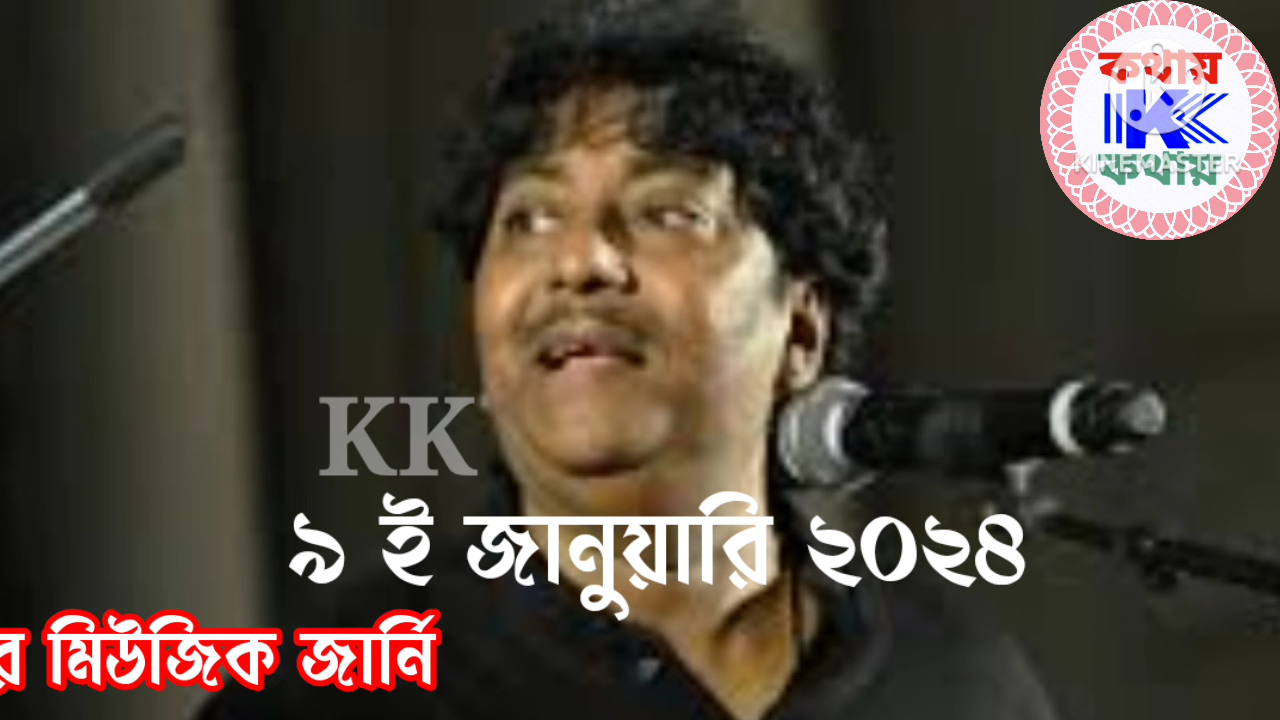 কথায়
K
KINEMASTER
কথায়
KK
৯ ই জানুয়ারি ২০২৪
র মিউজিক জার্নি